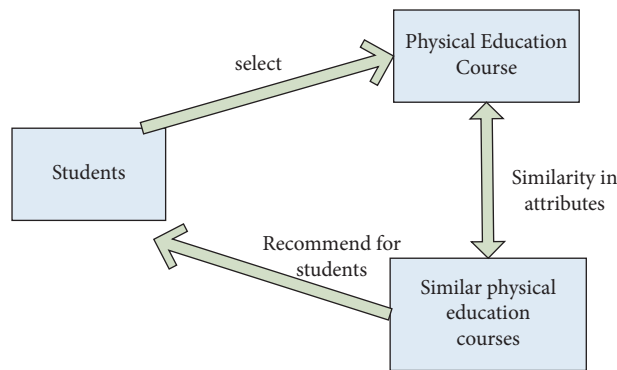 Physical Education
Course
select
Students
Similarity in
attributes
Recommend for
students
Similar physical
education
courses